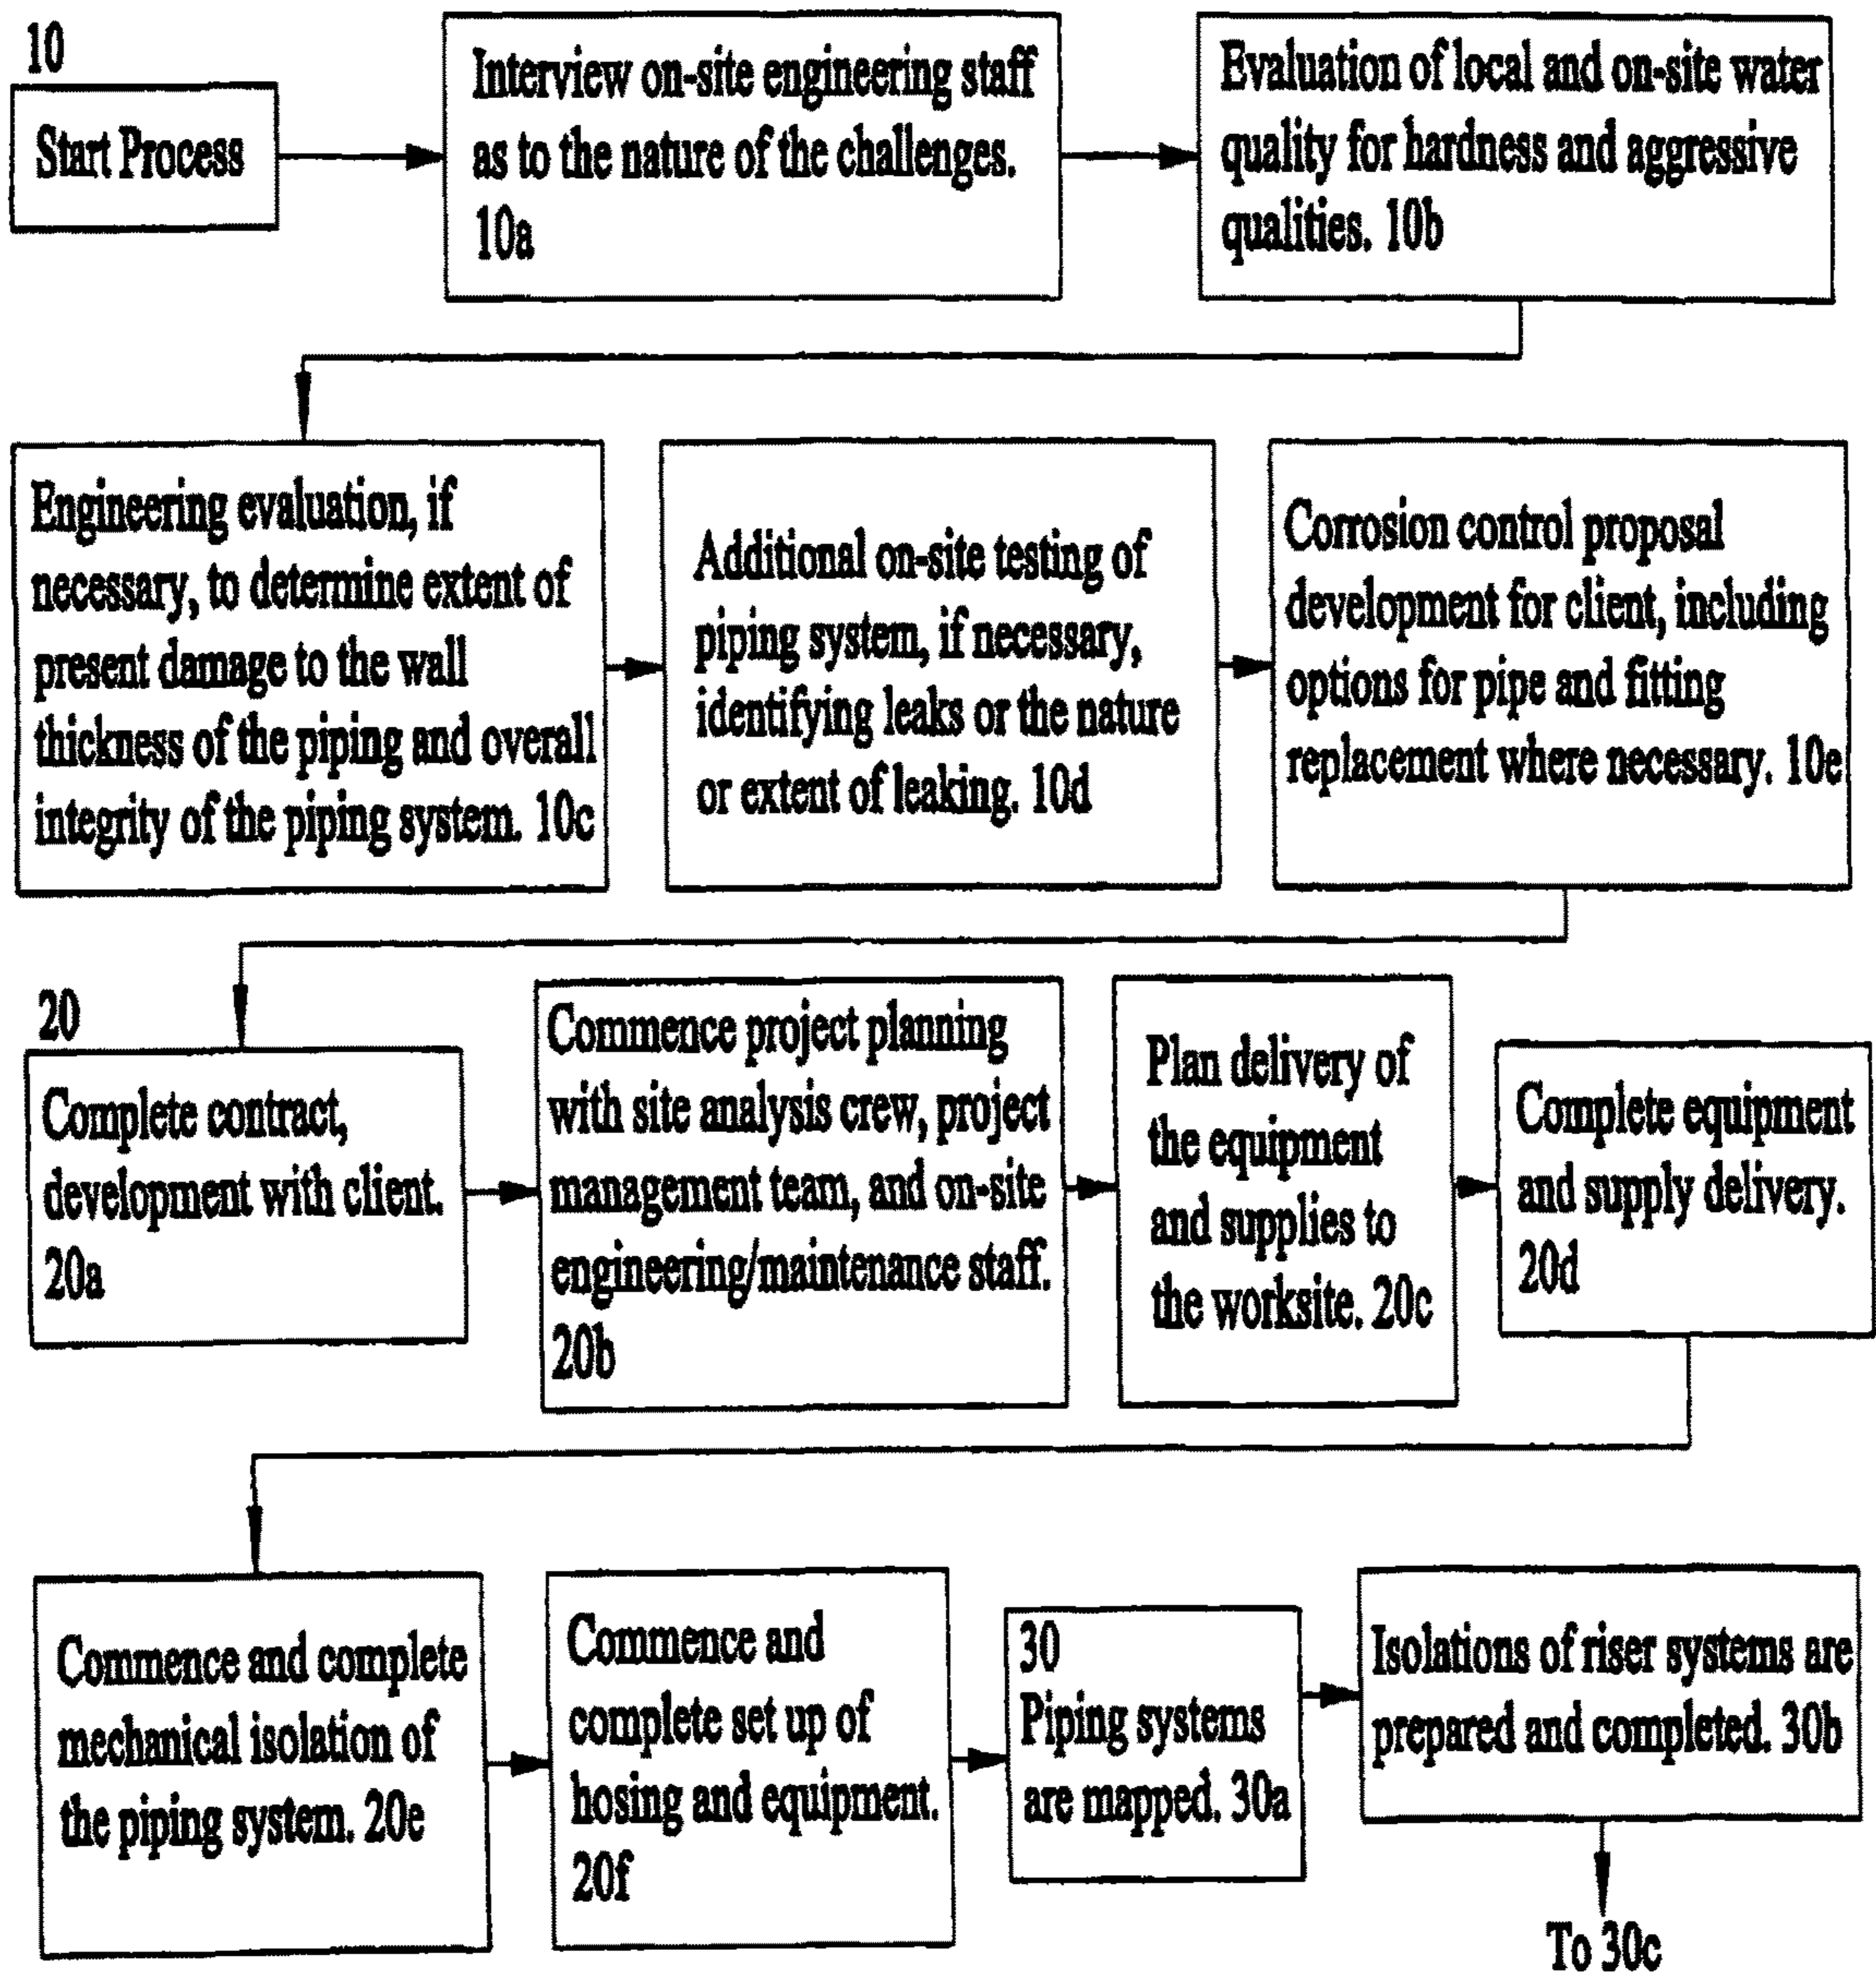 10
Start Process
Interview on-site engineering staff
as to the nature of the challenges.
10a
Evaluation of local and on-site water
quality for hardness and aggressive
qualities. 10b
Engineering evaluation, if
necessary, to determine extent of
present damage to the wall
thickness of the piping and overall
integrity of the piping system. 10c
Additional on-site testing of
piping system, if necessary,
identifying leaks or the nature
or extent of leaking. 10d
Corrosion control proposal
development for client, including
options for pipe and fitting
replacement where necessary. 10e
20
Complete contract,
development with client.
20a
Commence project planning
with site analysis crew, project
management team, and on-site
engineering/maintenance staff.
20b
Plan delivery of
the equipment
and supplies to
the worksite. 20c
Complete equipment
and supply delivery.
20d
Commence and complete
mechanical isolation of
the piping system. 20e
Commence and
complete set up of
hosing and equipment.
20f
30
Piping systems
are mapped. 30a
Isolations of riser systems are
prepared and completed. 30b
To 30c